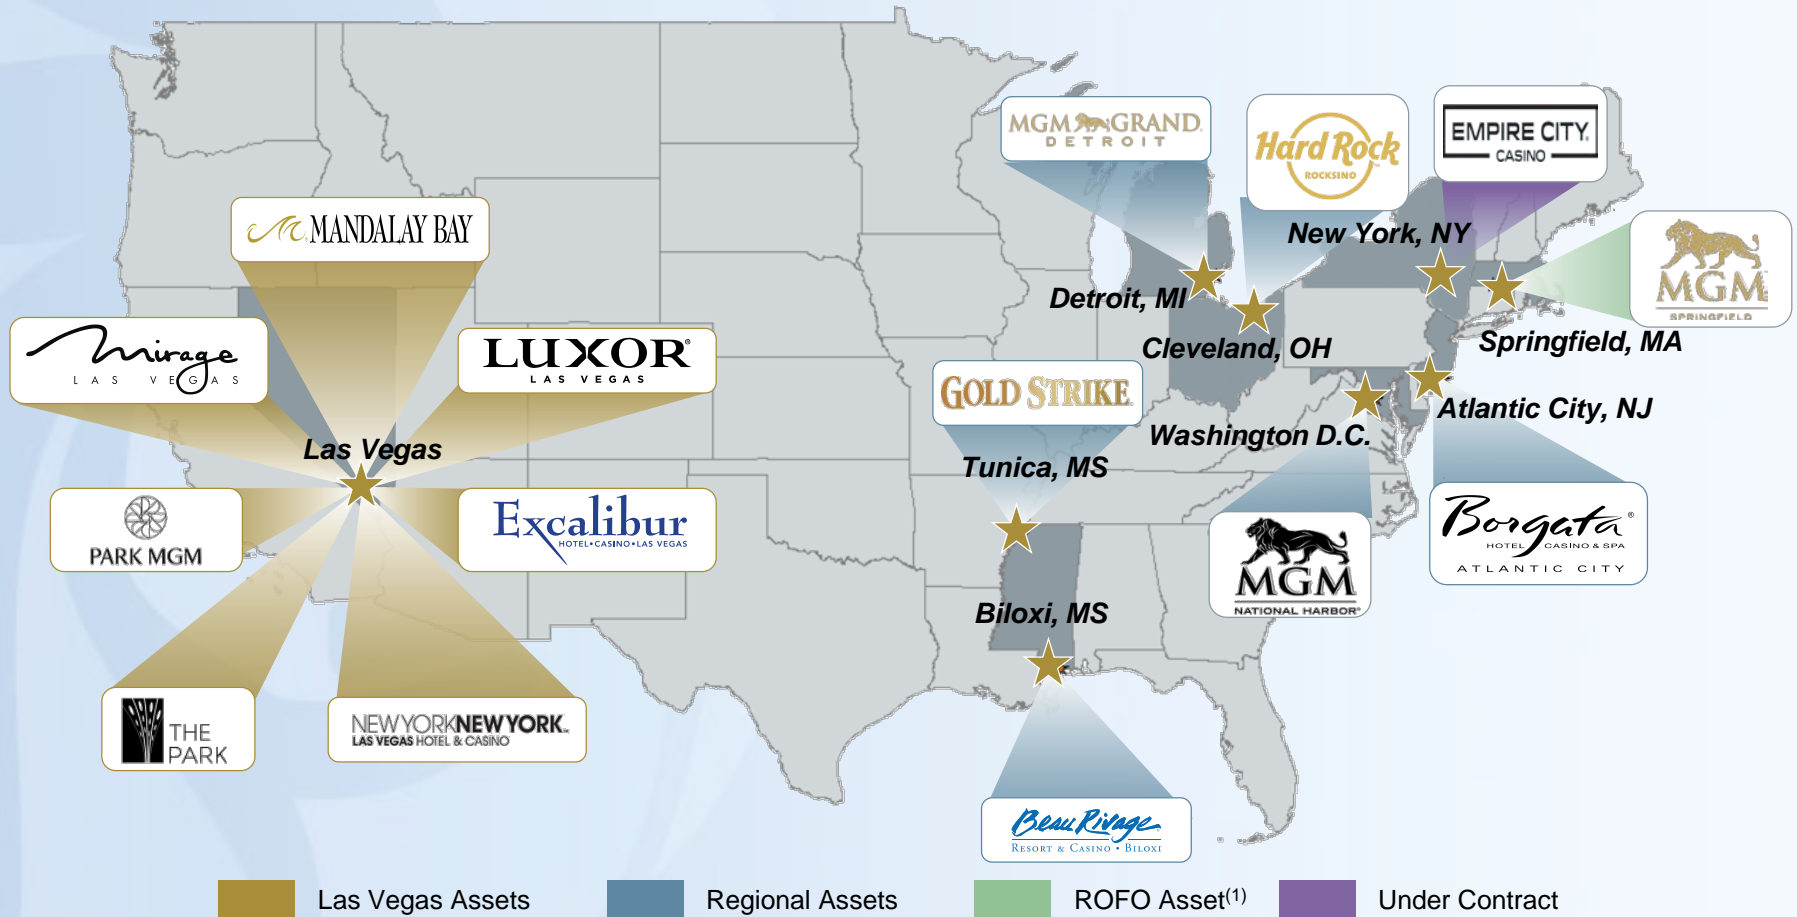 MGM GRAND
DETROIT
Hard Rock
ROCKSINO
EMPIRE CITY
CASINO
MANDALAY BAY
New York, NY
MGM
SPRINGFIELD
Detroit, MI
Mirage
LAS VEGAS
LUXOR®
LAS VEGAS
Cleveland, OH
Springfield, MA
GOLD STRIKE
Atlantic City, NJ
Las Vegas
Washington D.C.
Tunica, MS
PARK MGM
Excalibur
HOTEL•CASINO•LAS VEGAS
Borgata®
HOTEL CASINO & SPA
ATLANTIC CITY
MGM
NATIONAL HARBOR®
Biloxi, MS
THE
PARK
NEWYORKNEWYORK
LAS VEGAS HOTEL & CASINO
Beau Rivage
RESORT & CASINO • BILOXI
Las Vegas Assets
Regional Assets
ROFO Asset(1)
Under Contract